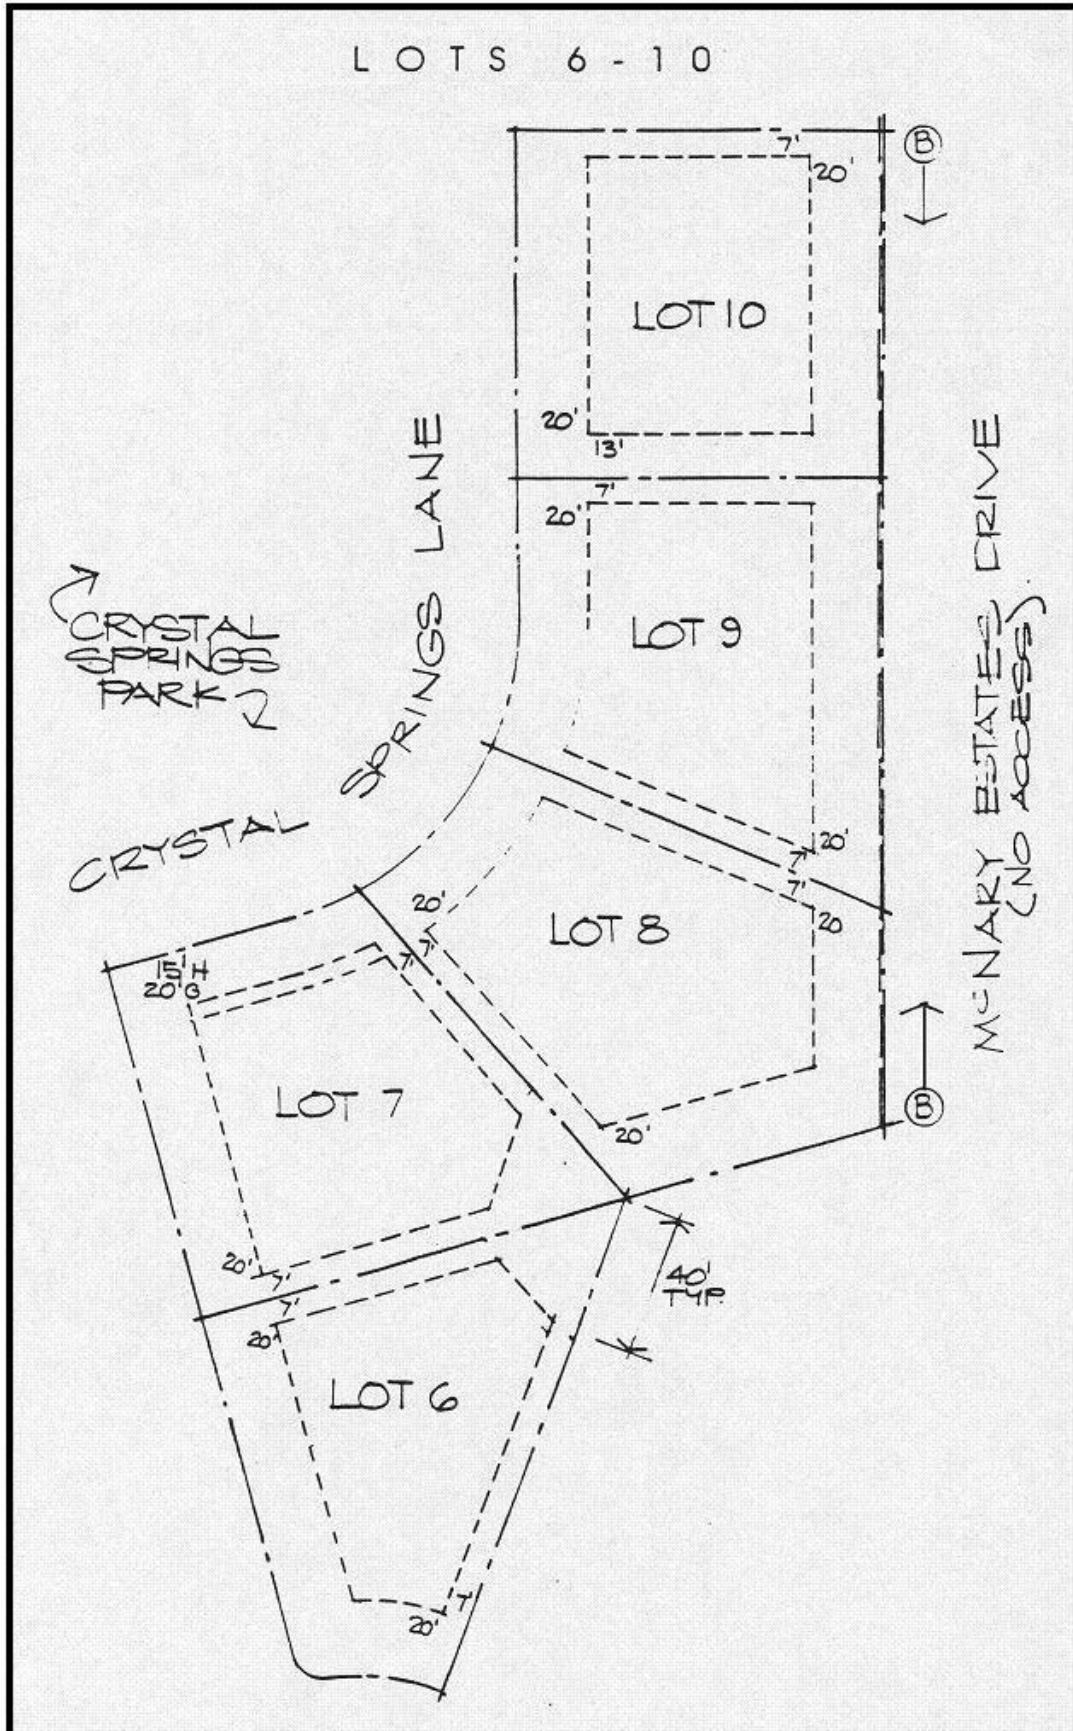 LOTS 6-10
B
7'
20'
LOT 10
20'
13'
7'
20'
CRYSTAL SPRINGS LANE
MCNARY ESTATES DRIVE
(NO ACCESS)
CRYSTAL
SPRINGS
PARK
LOT 9
20'
7'
7'
20
20'
LOT 8
7'
7'
15' H
20' G
LOT 7
B
20'
20'
7'
7'
20'
40'
TYP.
LOT 6
20'